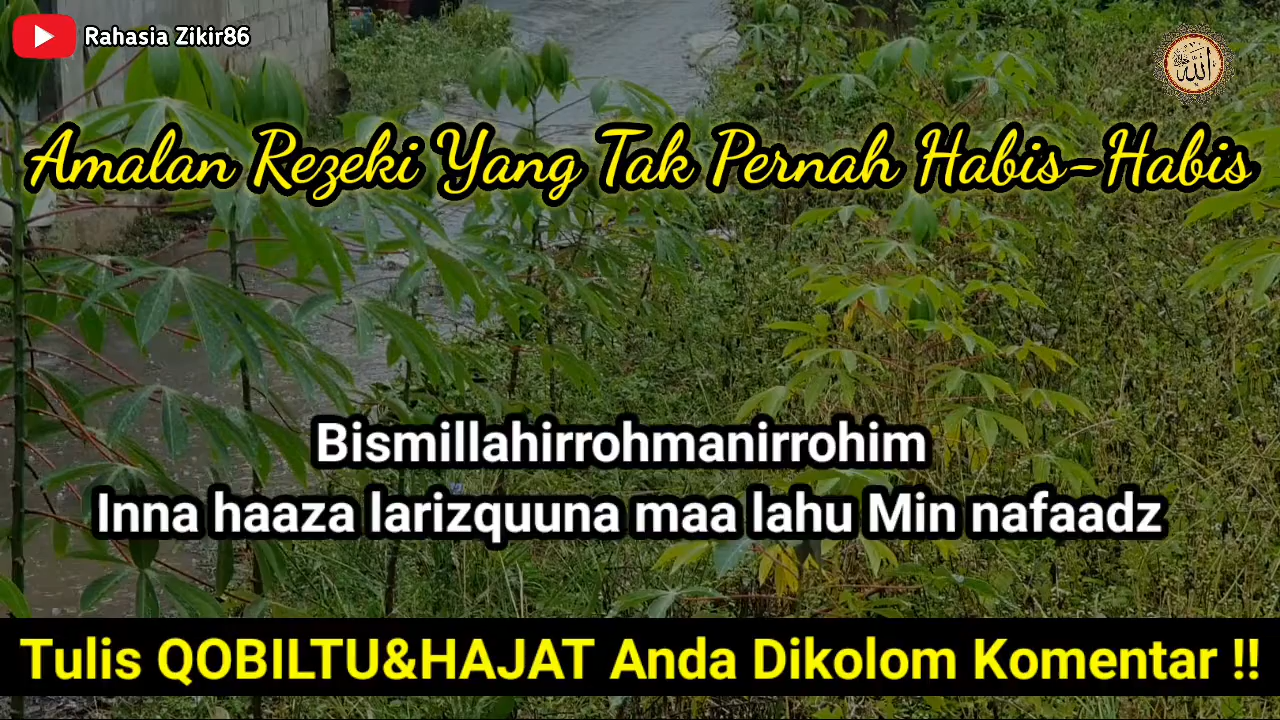 Rahasia Zikir86
الله
Amalan Rezeki Yang Tak Pernah Habis-Habis
Bismillahirrohmanirrohim
Inna haaza larizquuna maa lahu Min nafaadz
Tulis QOBILTU&HAJAT Anda Dikolom Komentar !!